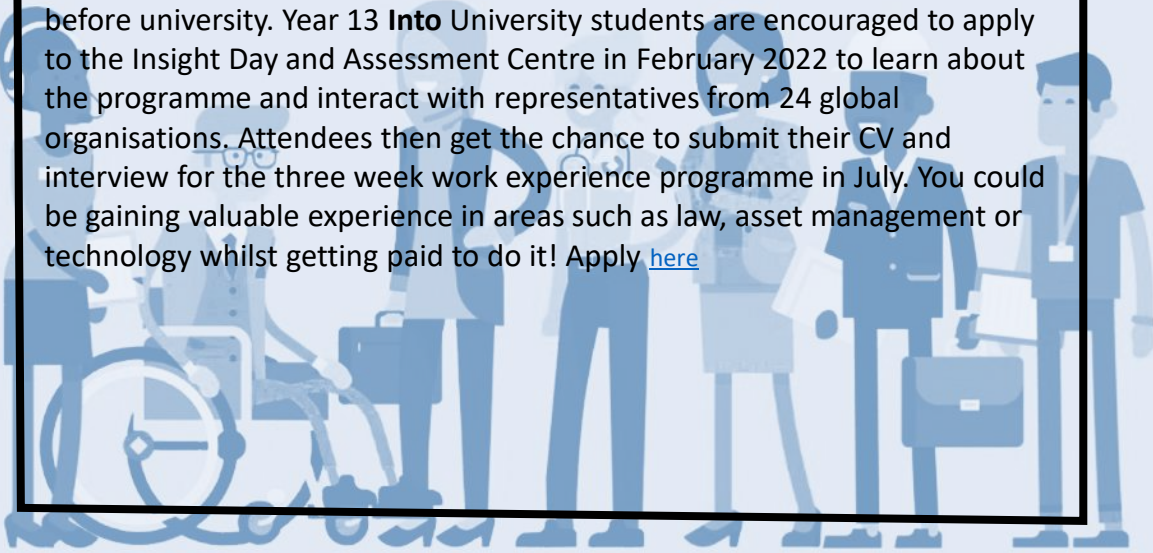 before university. Year 13 Into University students are encouraged to apply
to the Insight Day and Assessment Centre in February 2022 to learn about
the programme and interact with representatives from 24 global
organisations. Attendees then get the chance to submit their CV and
interview for the three week work experience programme in July. You could
be gaining valuable experience in areas such as law, asset management or
technology whilst getting paid to do it! Apply here